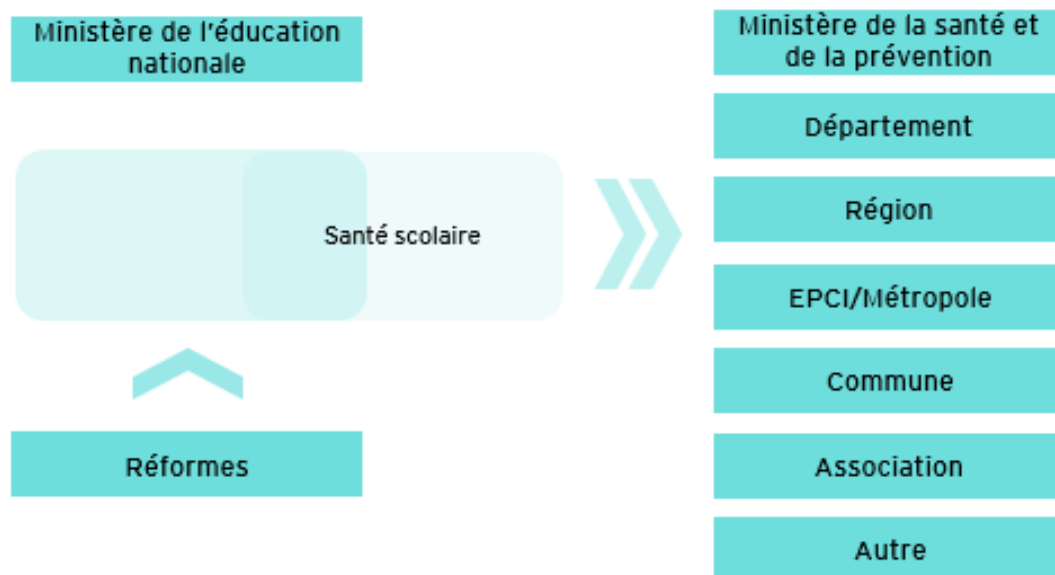 Ministère de l'éducation
nationale
Santé scolaire
Réformes
Ministère de la santé et
de la prévention
Département
Région
EPCI/Métropole
Commune
Association
Autre